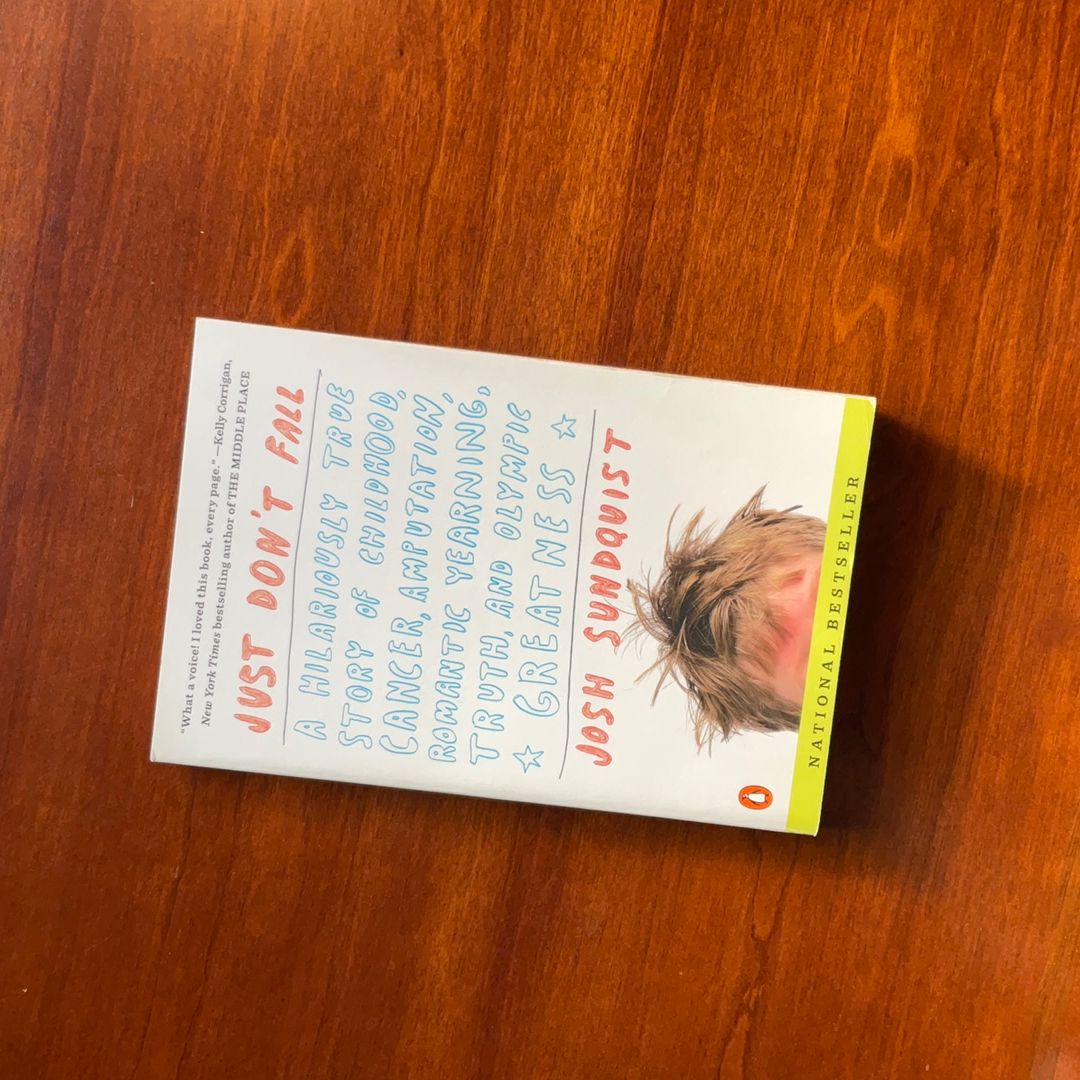 "What a voice! I loved this book, every page." —Kelly Corrigan,
New York Times bestselling author of THE MIDDLE PLACE
JUST DON'T FALL
A HILARIOUSLY TRUE
STORY OF CHILDHOOD,
CANCER, AMPUTATION,
ROMANTIC YEARNING,
TRUTH, AND OLYMPIC
GREATNESS
JOSH SUNDQUIST
NATIONAL BESTSELLER